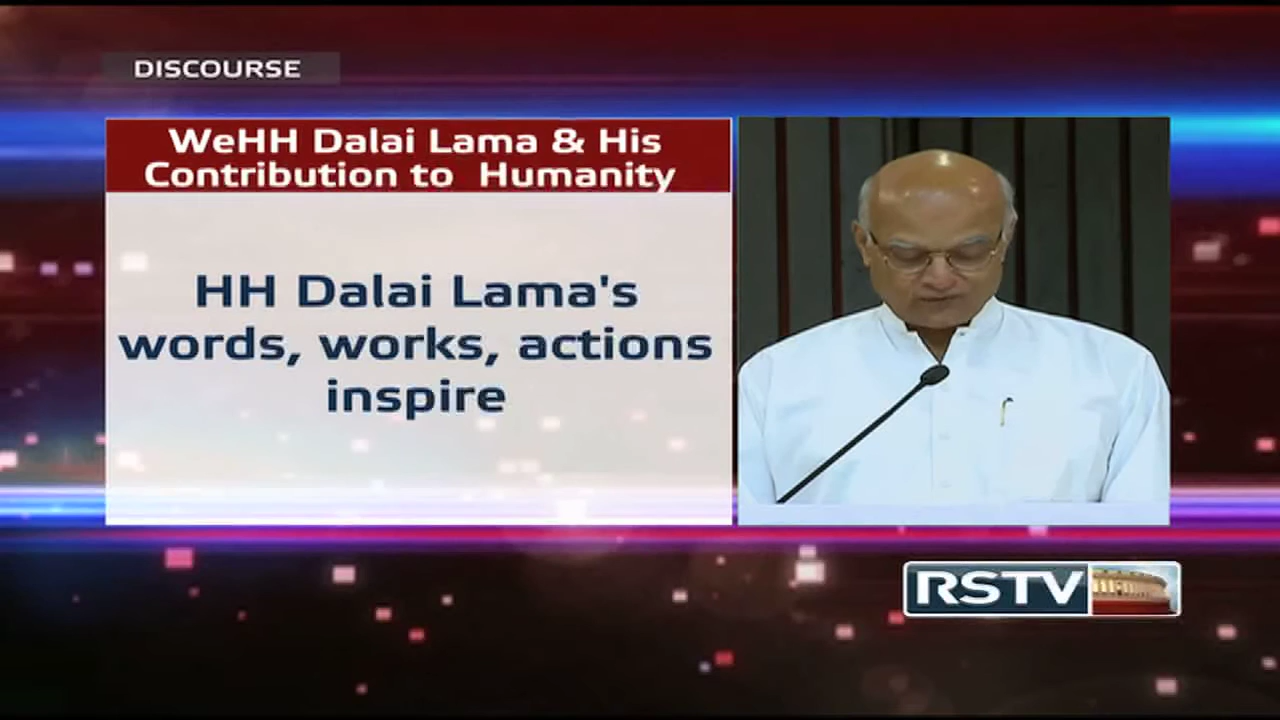 DISCOURSE
WeHH Dalai Lama & His
Contribution to Humanity
HH Dalai Lama's
words, works, actions
inspire
RSTV